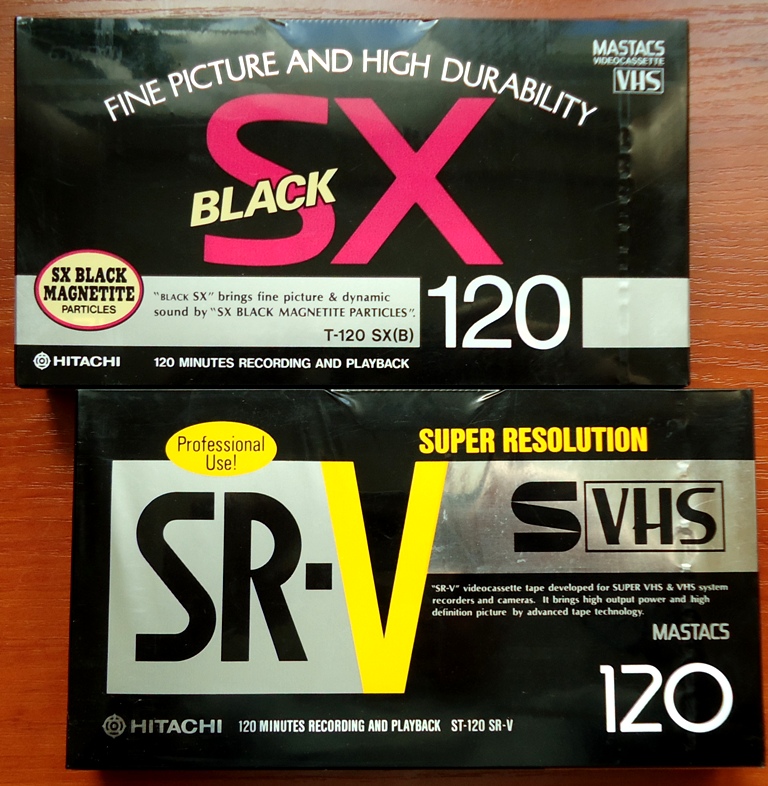 FINE PICTURE AND HIGH DURABILITY
MASTACS
VIDEOCASSETTE
VHS
SX
BLACK
SX BLACK
MAGNETITE
PARTICLES
"BLACK SX" brings fine picture & dynamic
sound by "SX BLACK MAGNETITE PARTICLES".
T-120 SX(B)
120
HITACHI
120 MINUTES RECORDING AND PLAYBACK
Professional
Use!
SUPER RESOLUTION
SR-V
S VHS
"SR-V" videocassette tape developed for SUPER VHS & VHS system
recorders and cameras. It brings high output power and high
definition picture by advanced tape technology.
MASTACS
120
HITACHI
120 MINUTES RECORDING AND PLAYBACK ST-120 SR-V